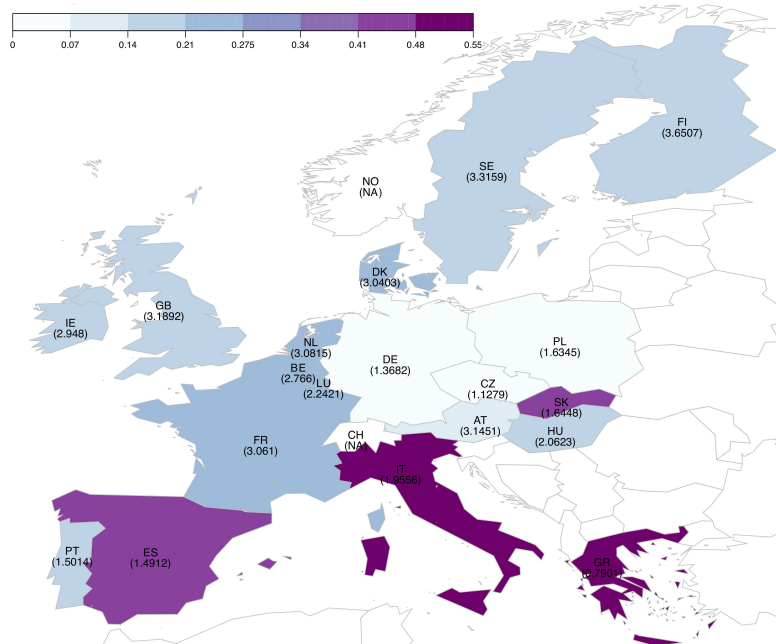 0 0.07 0.14 0.21 0.275 0.34 0.41 0.48 0.55
FI
(3.6507)
SE
(3.3159)
NO
(NA)
DK
(3.0403)
GB
(3.1892)
IE
(2.948)
NL
(3.0815)
PL
(1.6345)
DE
(1.3682)
BE
(2.766)
LU
(2.2421)
CZ
(1.1279)
SK
(1.6448)
AT
(3.1451)
HU
(2.0623)
CH
(NA)
FR
(3.061)
IT
(1.9556)
PT
(1.5014)
ES
(1.4912)
GR
(0.7901)